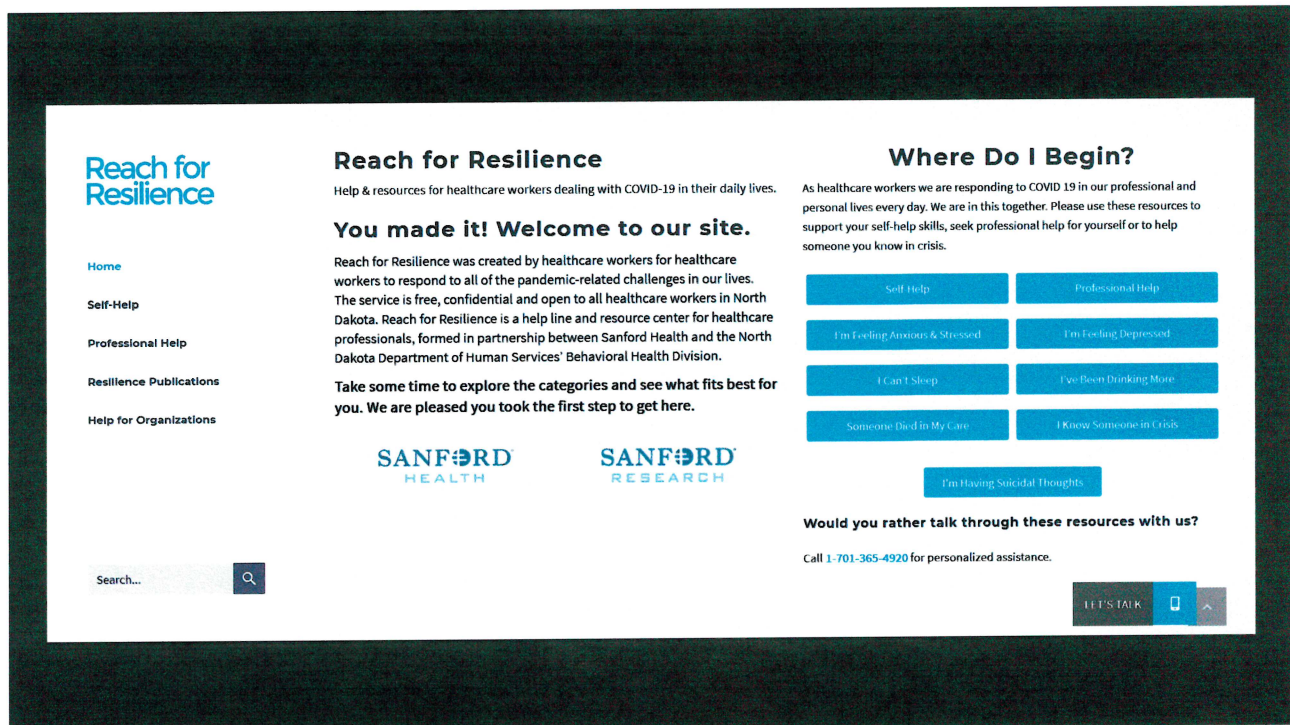 Reach for
Resilience
Home
Self-Help
Professional Help
Resilience Publications
Help for Organizations
Search...
Reach for Resilience
Help & resources for healthcare workers dealing with COVID-19 in their daily lives.
You made it! Welcome to our site.
Reach for Resilience was created by healthcare workers for healthcare
workers to respond to all of the pandemic-related challenges in our lives.
The service is free, confidential and open to all healthcare workers in North
Dakota. Reach for Resilience is a help line and resource center for healthcare
professionals, formed in partnership between Sanford Health and the North
Dakota Department of Human Services' Behavioral Health Division.
Take some time to explore the categories and see what fits best for
you. We are pleased you took the first step to get here.
SANFORD
HEALTH
SANFORD
RESEARCH
Where Do I Begin?
As healthcare workers we are responding to COVID 19 in our professional and
personal lives every day. We are in this together. Please use these resources to
support your self-help skills, seek professional help for yourself or to help
someone you know in crisis.
Self-Help
Professional Help
I'm Feeling Anxious & Stressed
I'm Feeling Depressed
I Can't Sleep
I've Been Drinking More
Someone Died in My Care
I Know Someone in Crisis
I'm Having Suicidal Thoughts
Would you rather talk through these resources with us?
Call 1-701-365-4920 for personalized assistance.
LET'S TALK